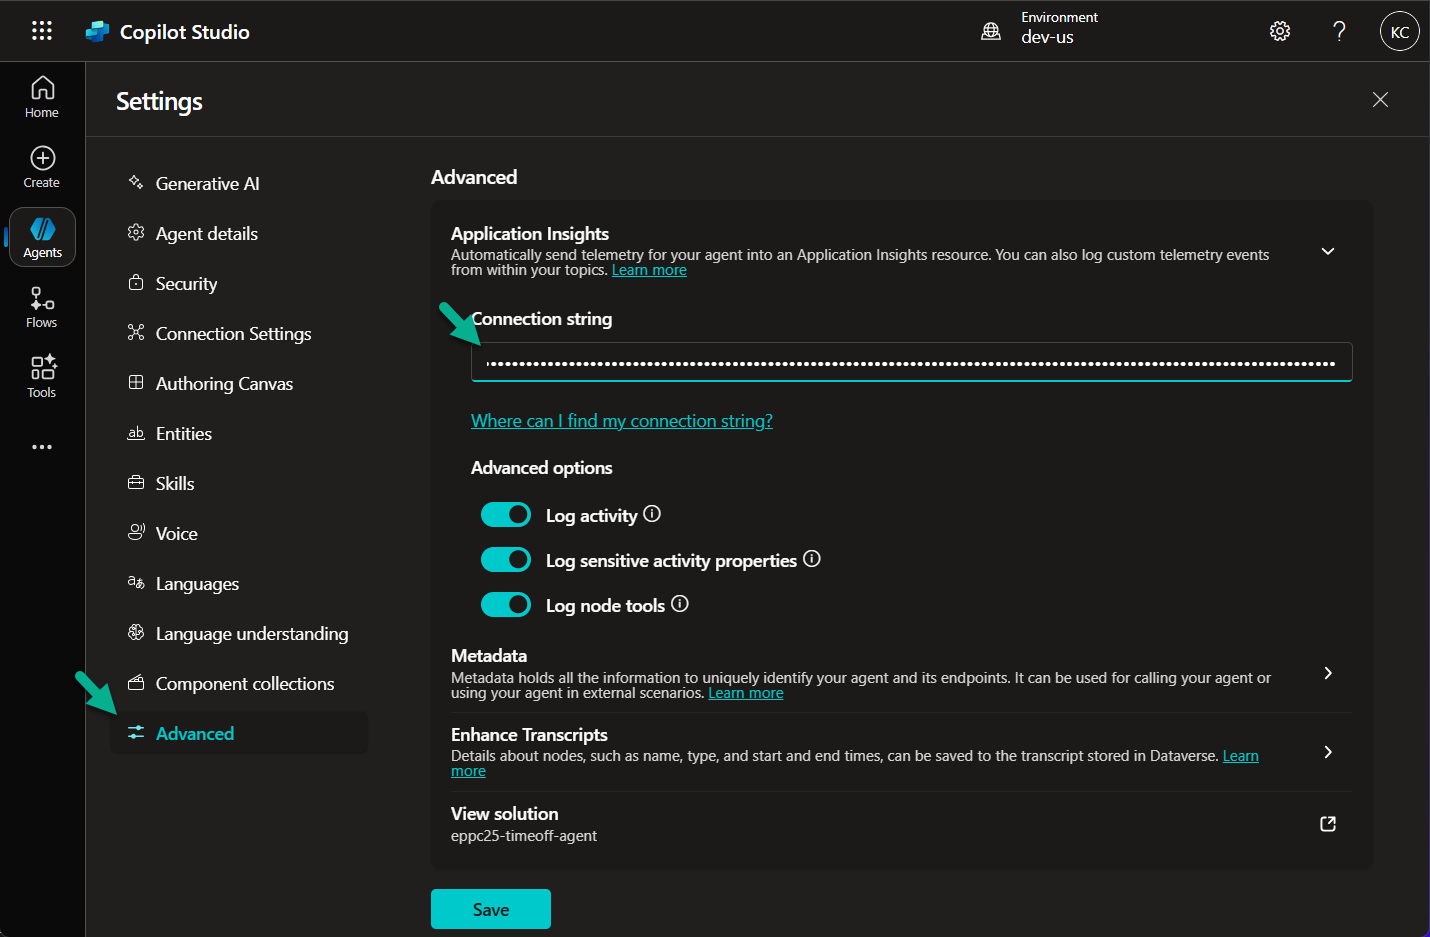 Copilot Studio
Environment
dev-us
?
KC
Home
Create
Agents
Flows
Tools
Settings
Generative AI
Agent details
Security
Connection Settings
Authoring Canvas
Entities
Skills
Voice
Languages
Language understanding
Component collections
Advanced
Advanced
Application Insights
Automatically send telemetry for your agent into an Application Insights resource. You can also log custom telemetry events
from within your topics. Learn more
Connection string
Where can I find my connection string?
Advanced options
Log activity
Log sensitive activity properties
Log node tools
Metadata
Metadata holds all the information to uniquely identify your agent and its endpoints. It can be used for calling your agent or
using your agent in external scenarios. Learn more
Enhance Transcripts
Details about nodes, such as name, type, and start and end times, can be saved to the transcript stored in Dataverse. Learn
more
View solution
eppc25-timeoff-agent
Save